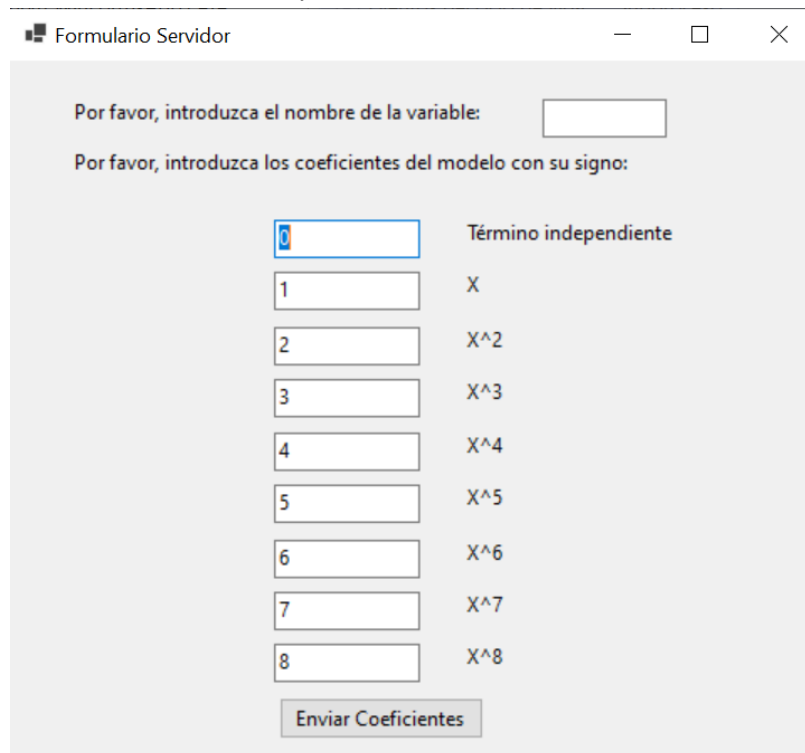 Formulario Servidor
Por favor, introduzca el nombre de la variable:
Por favor, introduzca los coeficientes del modelo con su signo:
0 Término independiente
1 X
2 X^2
3 X^3
4 X^4
5 X^5
6 X^6
7 X^7
8 X^8
Enviar Coeficientes